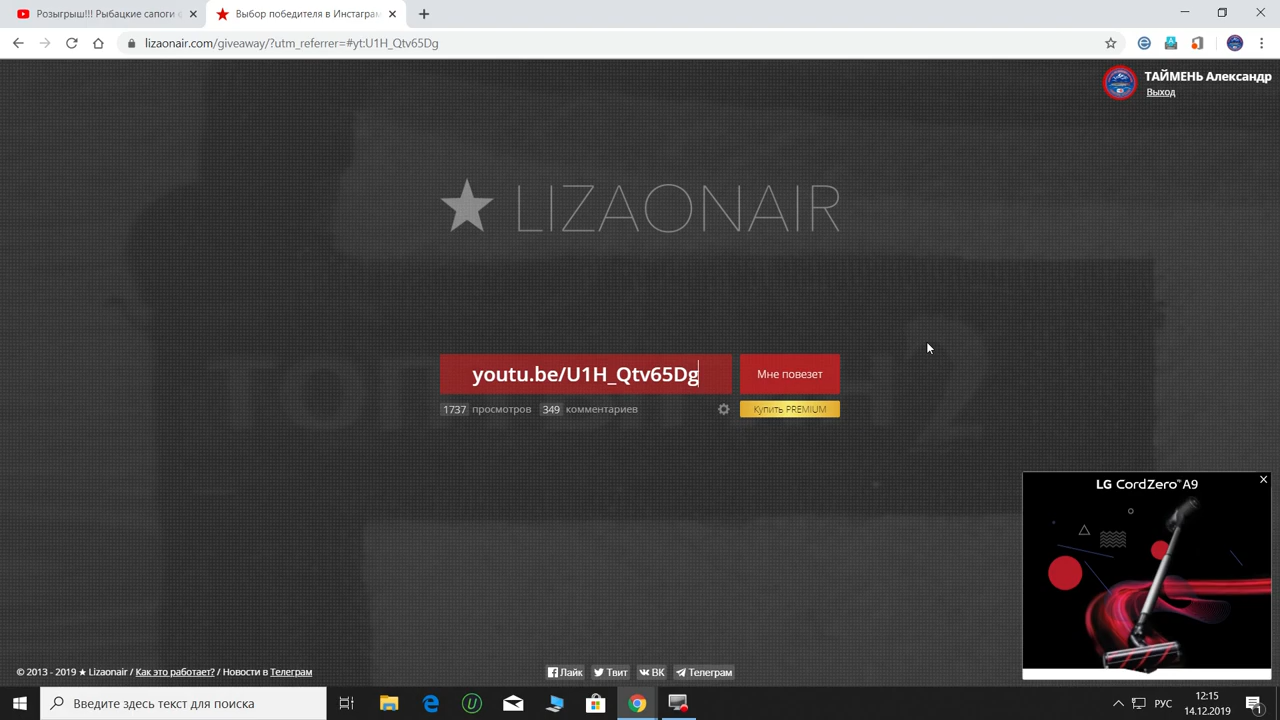 Розыгрыш!!! Рыбацкие сапоги
Выбор победителя в Инстаграм
lizaonair.com/giveaway/?utm_referrer=#yt:U1H_Qtv65Dg
ТАЙМЕНЬ Александр
Выход
★ LIZAONAIR
youtu.be/U1H_Qtv65Dg
Мне повезет
1737 просмотров 349 комментариев
Купить PREMIUM
LG CordZero™A9
© 2013 - 2019 ★ Lizaonair / Как это работает? / Новости в Телеграм
Лайк Твит ВК Телеграм
Введите здесь текст для поиска
РУС
12:15
14.12.2019
1